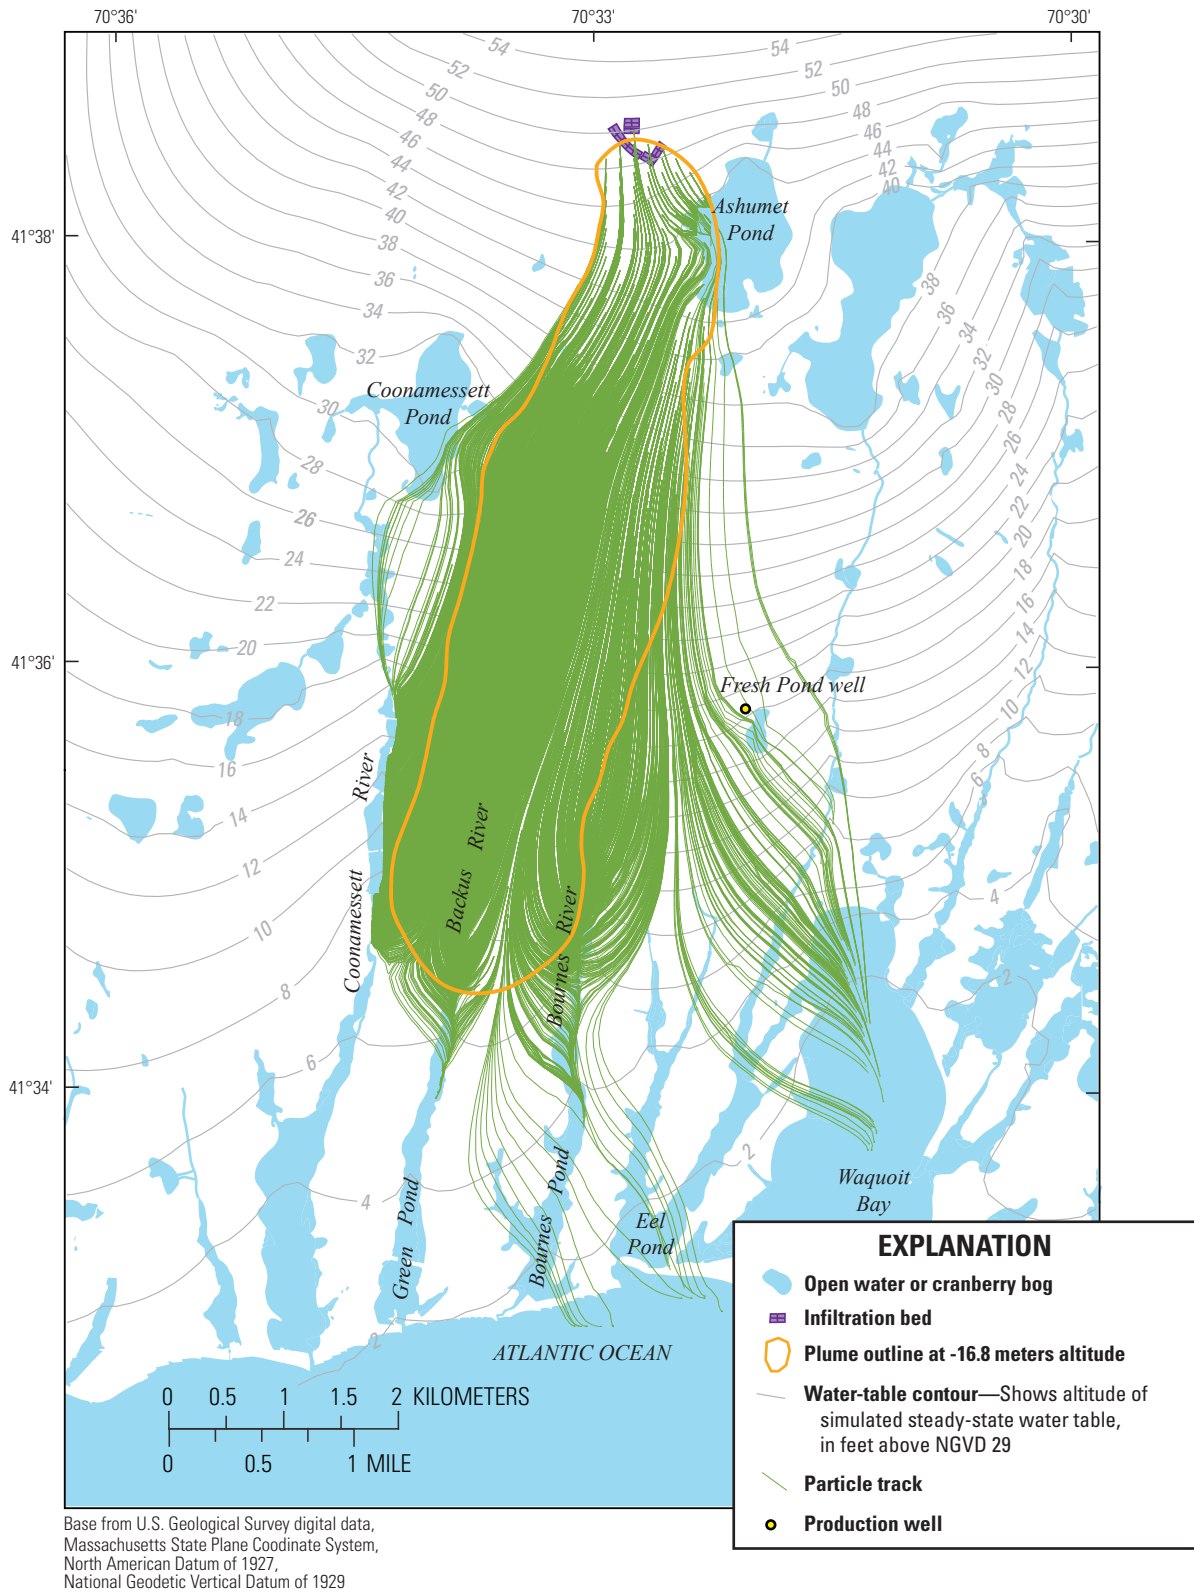 70°36'
70°33'
70°30'
54
52
50
48
46
44
42
40
38
36
34
32
30
28
26
24
22
20
18
16
14
12
10
8
6
4
2
54
52
50
48
46
44
42
40
38
36
34
32
30
28
26
24
22
20
18
16
14
12
10
8
6
4
2
2
41°38'
41°36'
41°34'
Ashumet
Pond
Coonamessett
Pond
Fresh Pond well
Coonamessett River
Backus River
Bournes River
Green Pond
Bournes Pond
Eel
Pond
Waquoit
Bay
ATLANTIC OCEAN
0 0.5 1 1.5 2 KILOMETERS
0 0.5 1 MILE
EXPLANATION
Open water or cranberry bog
Infiltration bed
Plume outline at -16.8 meters altitude
Water-table contour—Shows altitude of
simulated steady-state water table,
in feet above NGVD 29
Particle track
Production well
Base from U.S. Geological Survey digital data,
Massachusetts State Plane Coodinate System,
North American Datum of 1927,
National Geodetic Vertical Datum of 1929